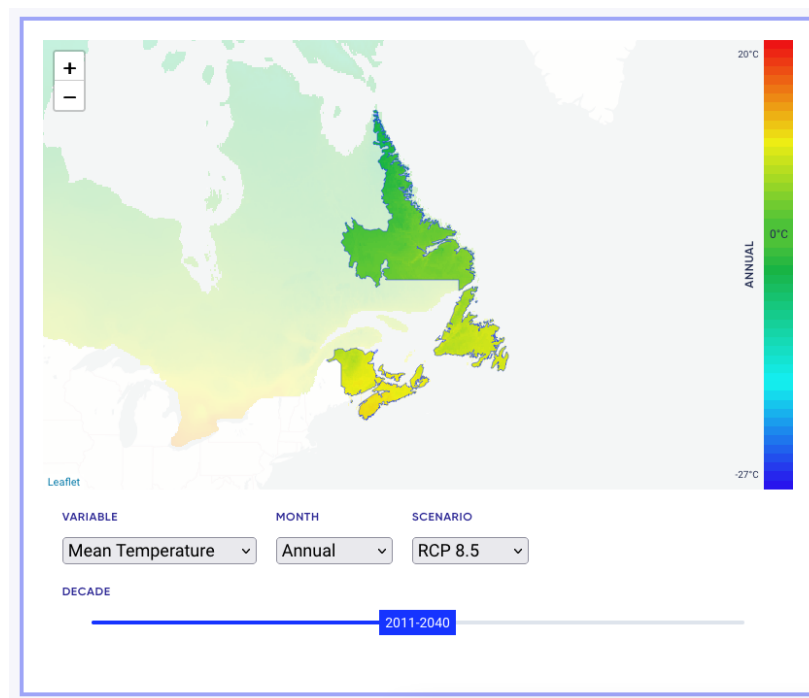 +
−
20°C
0°C
ANNUAL
-27°C
Leaflet
VARIABLE
MONTH
SCENARIO
Mean Temperature
Annual
RCP 8.5
DECADE
2011-2040